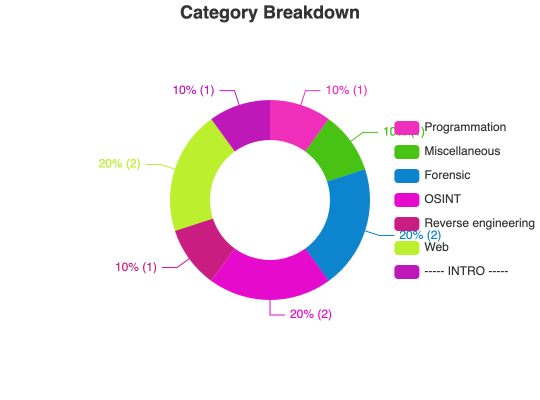 Category Breakdown
10% (1)
10% (1)
Programmation
Miscellaneous
Forensic
OSINT
Reverse engineering
Web
----- INTRO -----
20% (2)
20% (2)
10% (1)
20% (2)